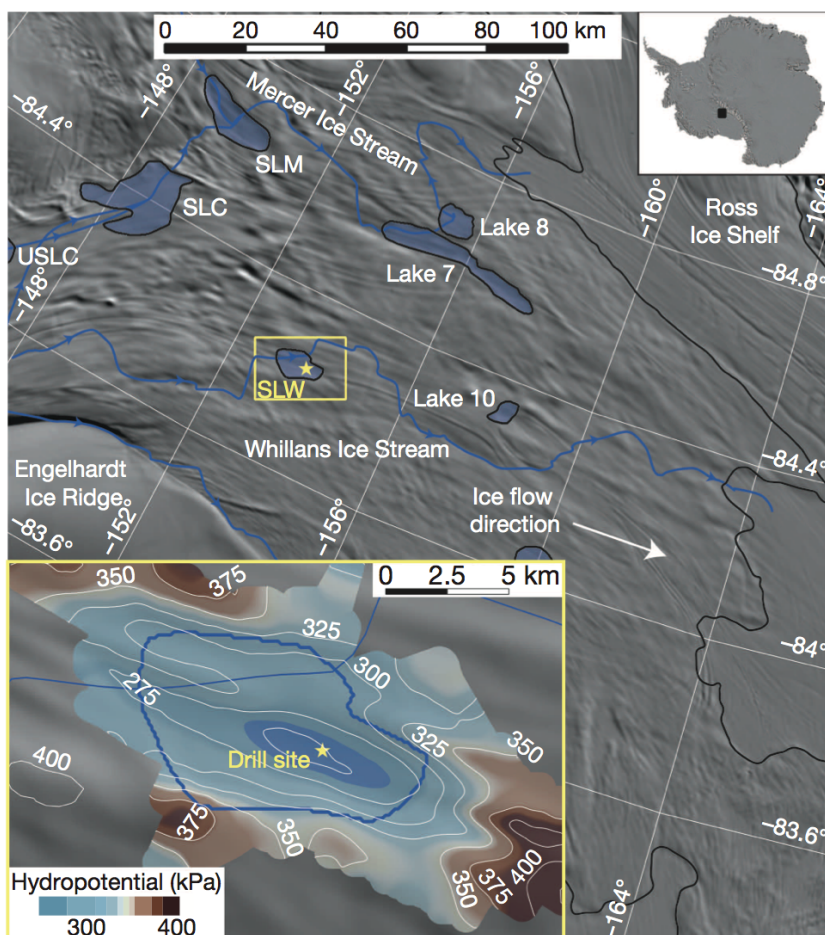 0 20 40 60 80 100 km
−148°
−152°
−156°
−84.4°
Mercer Ice Stream
SLM
−160°
−164°
Ross
Ice Shelf
SLC
Lake 8
USLC
−148°
Lake 7
−84.8°
SLW
Lake 10
Whillans Ice Stream
−84.4°
Engelhardt
Ice Ridge
Ice flow
direction
−83.6°
−152°
−156°
−84°
−83.6°
−164°
350
375
0 2.5 5 km
325
300
275
325
350
Drill site
400
375
350
400
375
350
Hydropotential (kPa)
300 400